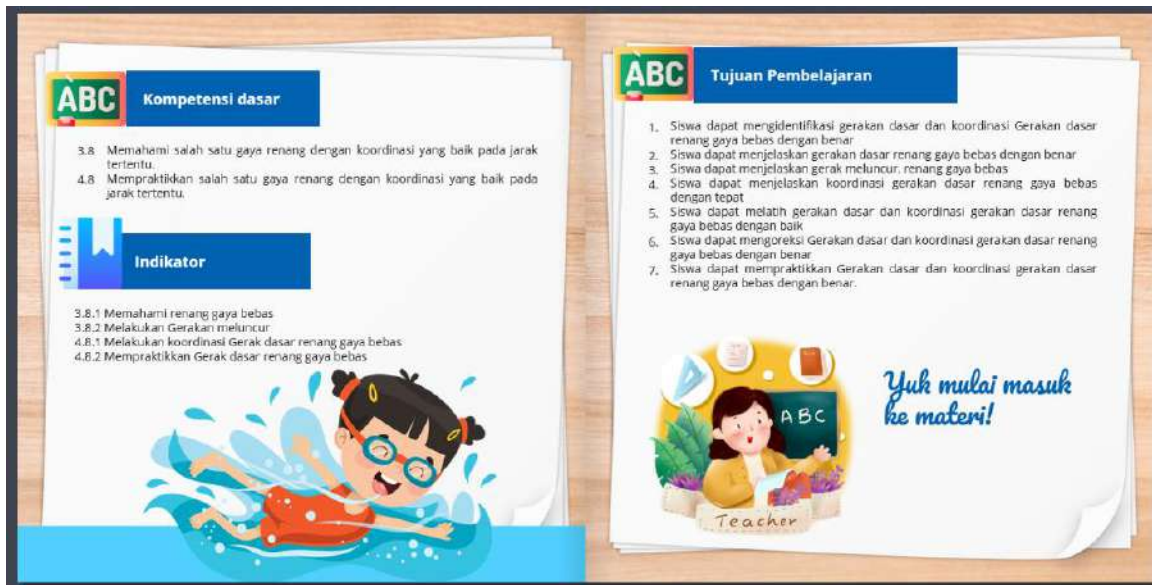 ABC
Kompetensi dasar
3.8 Memahami salah satu gaya renang dengan koordinasi yang baik pada jarak
tertentu.
4.8 Mempraktikkan salah satu gaya renang dengan koordinasi yang baik pada
jarak tertentu.
Indikator
3.8.1 Memahami renang gaya bebas
3.8.2 Melakukan Gerakan meluncur
4.8.1 Melakukan koordinasi Gerak dasar renang gaya bebas
4.8.2 Mempraktikkan Gerak dasar renang gaya bebas
ABC
Tujuan Pembelajaran
1. Siswa dapat mengidentifikasi gerakan dasar dan koordinasi Gerakan dasar
renang gaya bebas dengan benar
2. Siswa dapat menjelaskan gerakan dasar renang gaya bebas dengan benar
3. Siswa dapat menjelaskan gerak meluncur, renang gaya bebas
4. Siswa dapat menjelaskan koordinasi gerakan dasar renang gaya bebas
dengan tepat
5. Siswa dapat melatih gerakan dasar dan koordinasi gerakan dasar renang
gaya bebas dengan baik
6. Siswa dapat mengoreksi Gerakan dasar dan koordinasi gerakan dasar renang
gaya bebas dengan benar
7. Siswa dapat mempraktikkan Gerakan dasar dan koordinasi gerakan dasar
renang gaya bebas dengan benar.
Yuk mulai masuk
ke materi!
ABC
Teacher